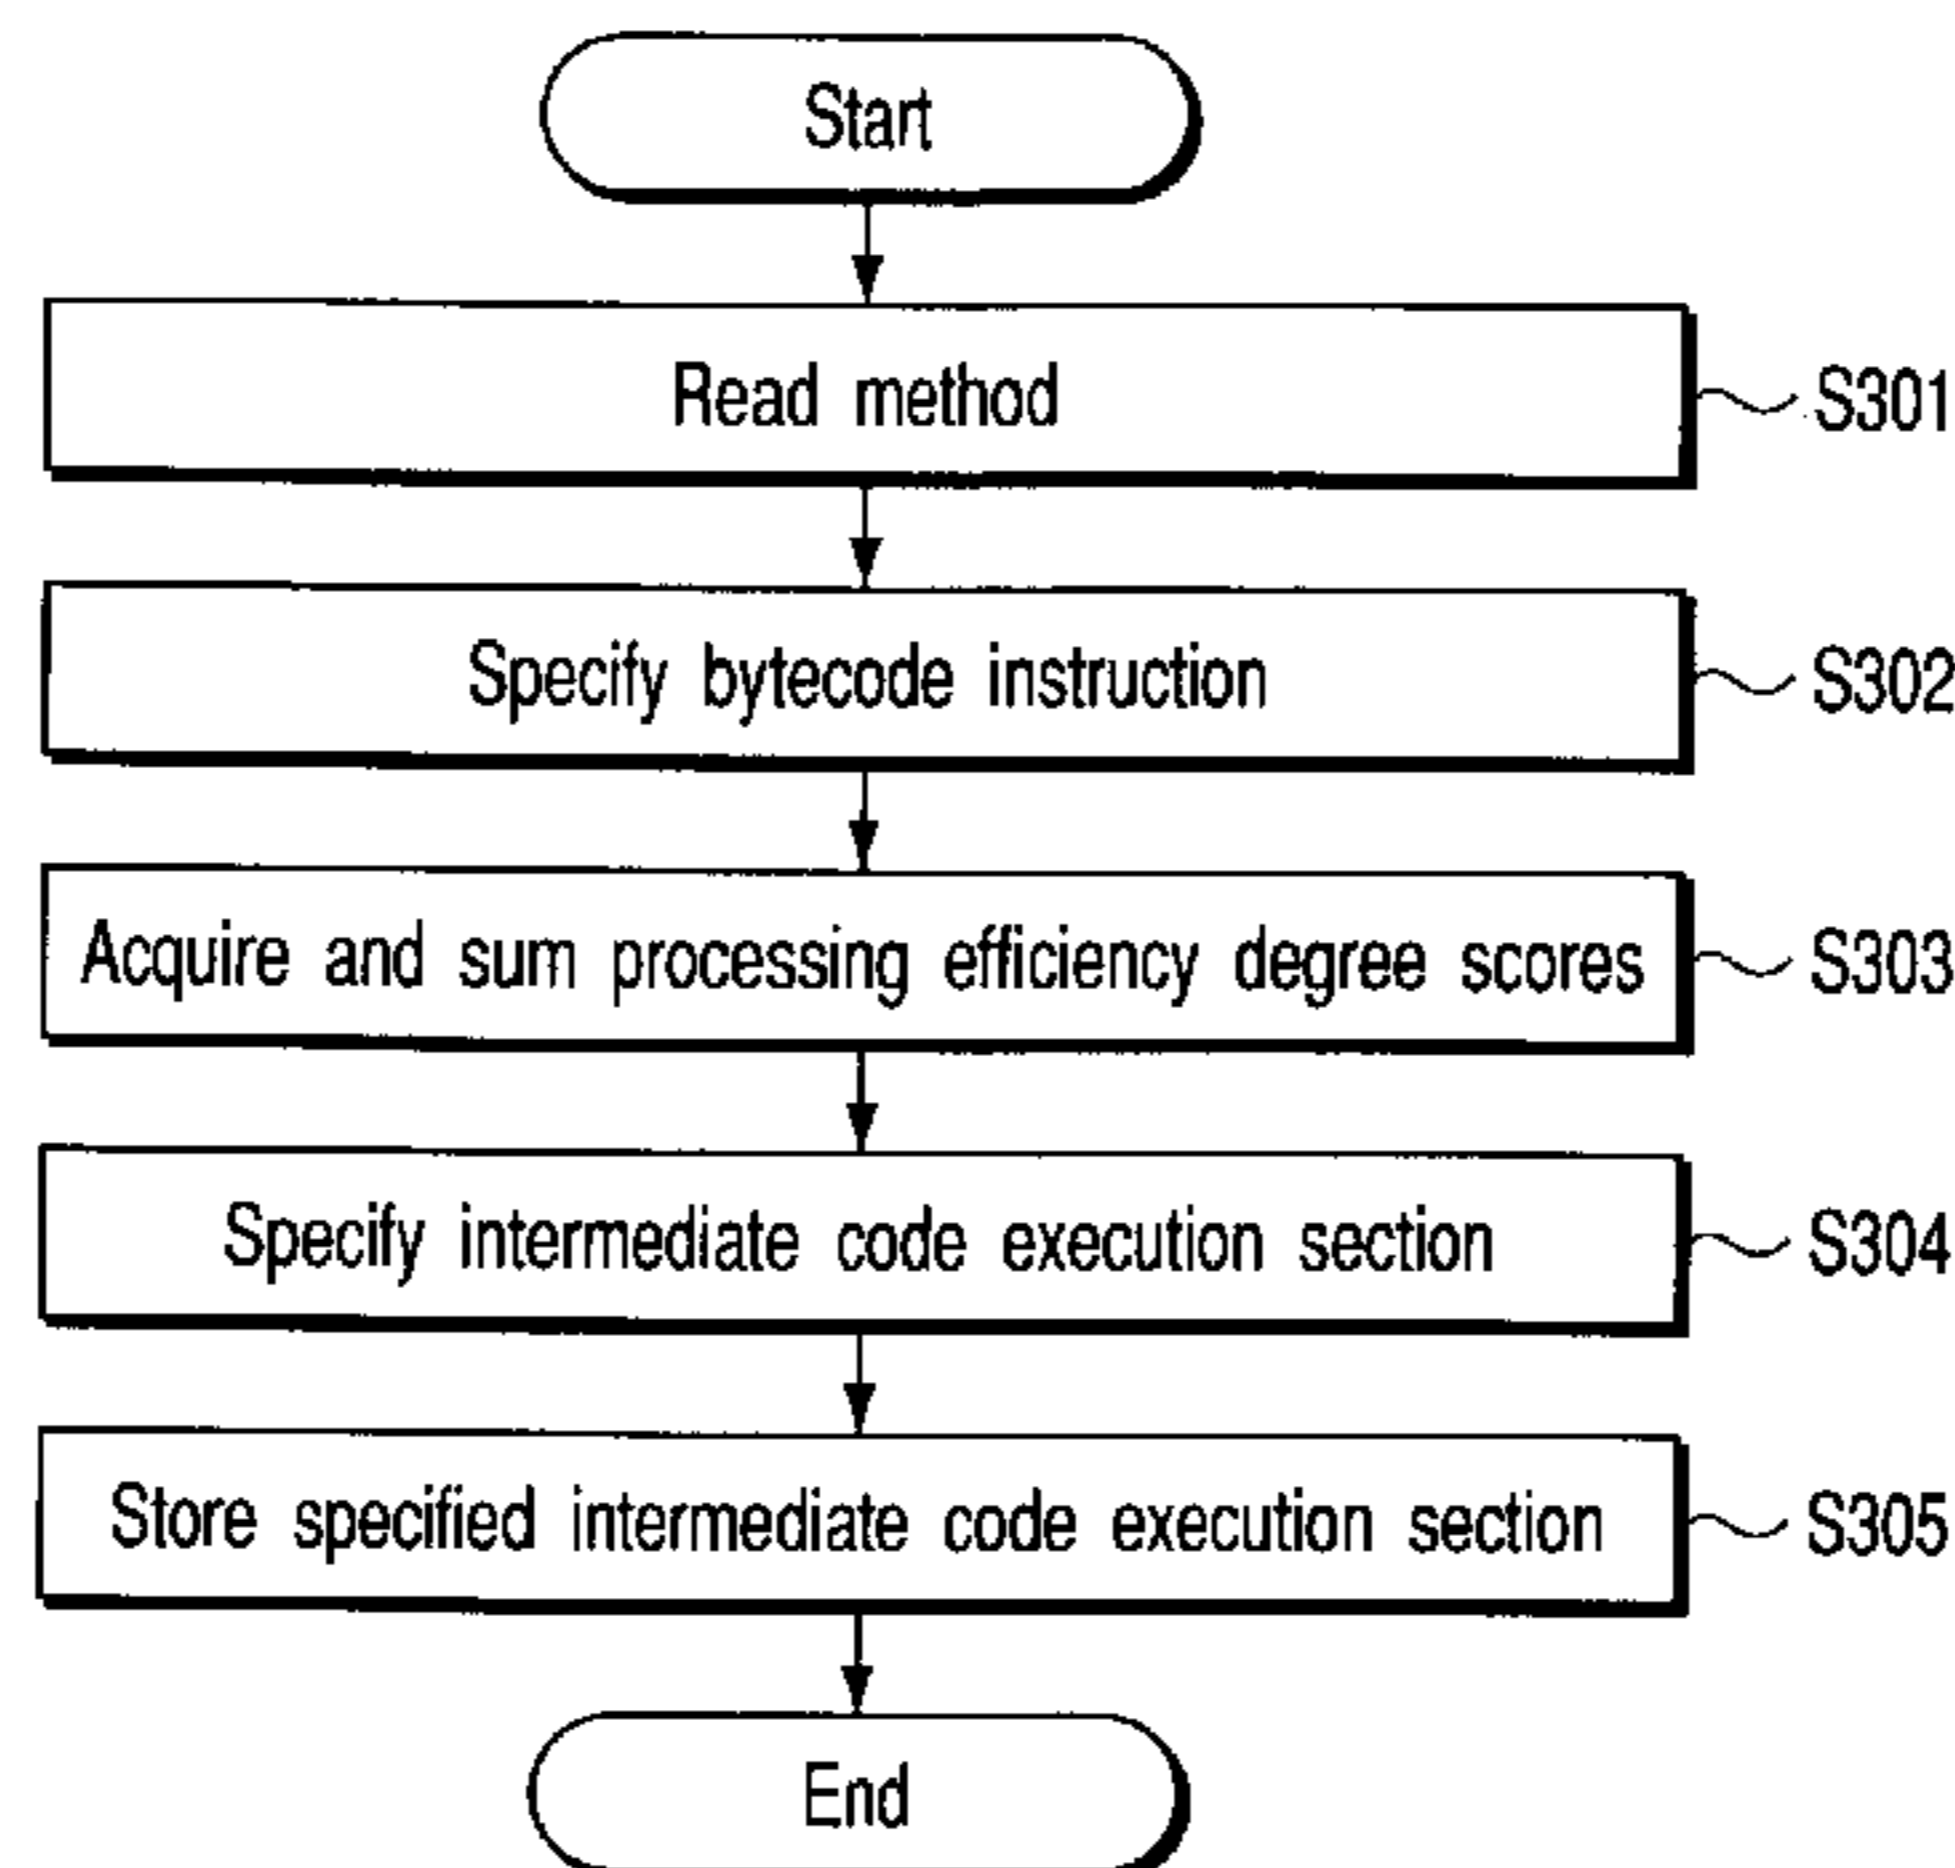 Start
Read method
S301
Specify bytecode instruction
S302
Acquire and sum processing efficiency degree scores
S303
Specify intermediate code execution section
S304
Store specified intermediate code execution section
S305
End